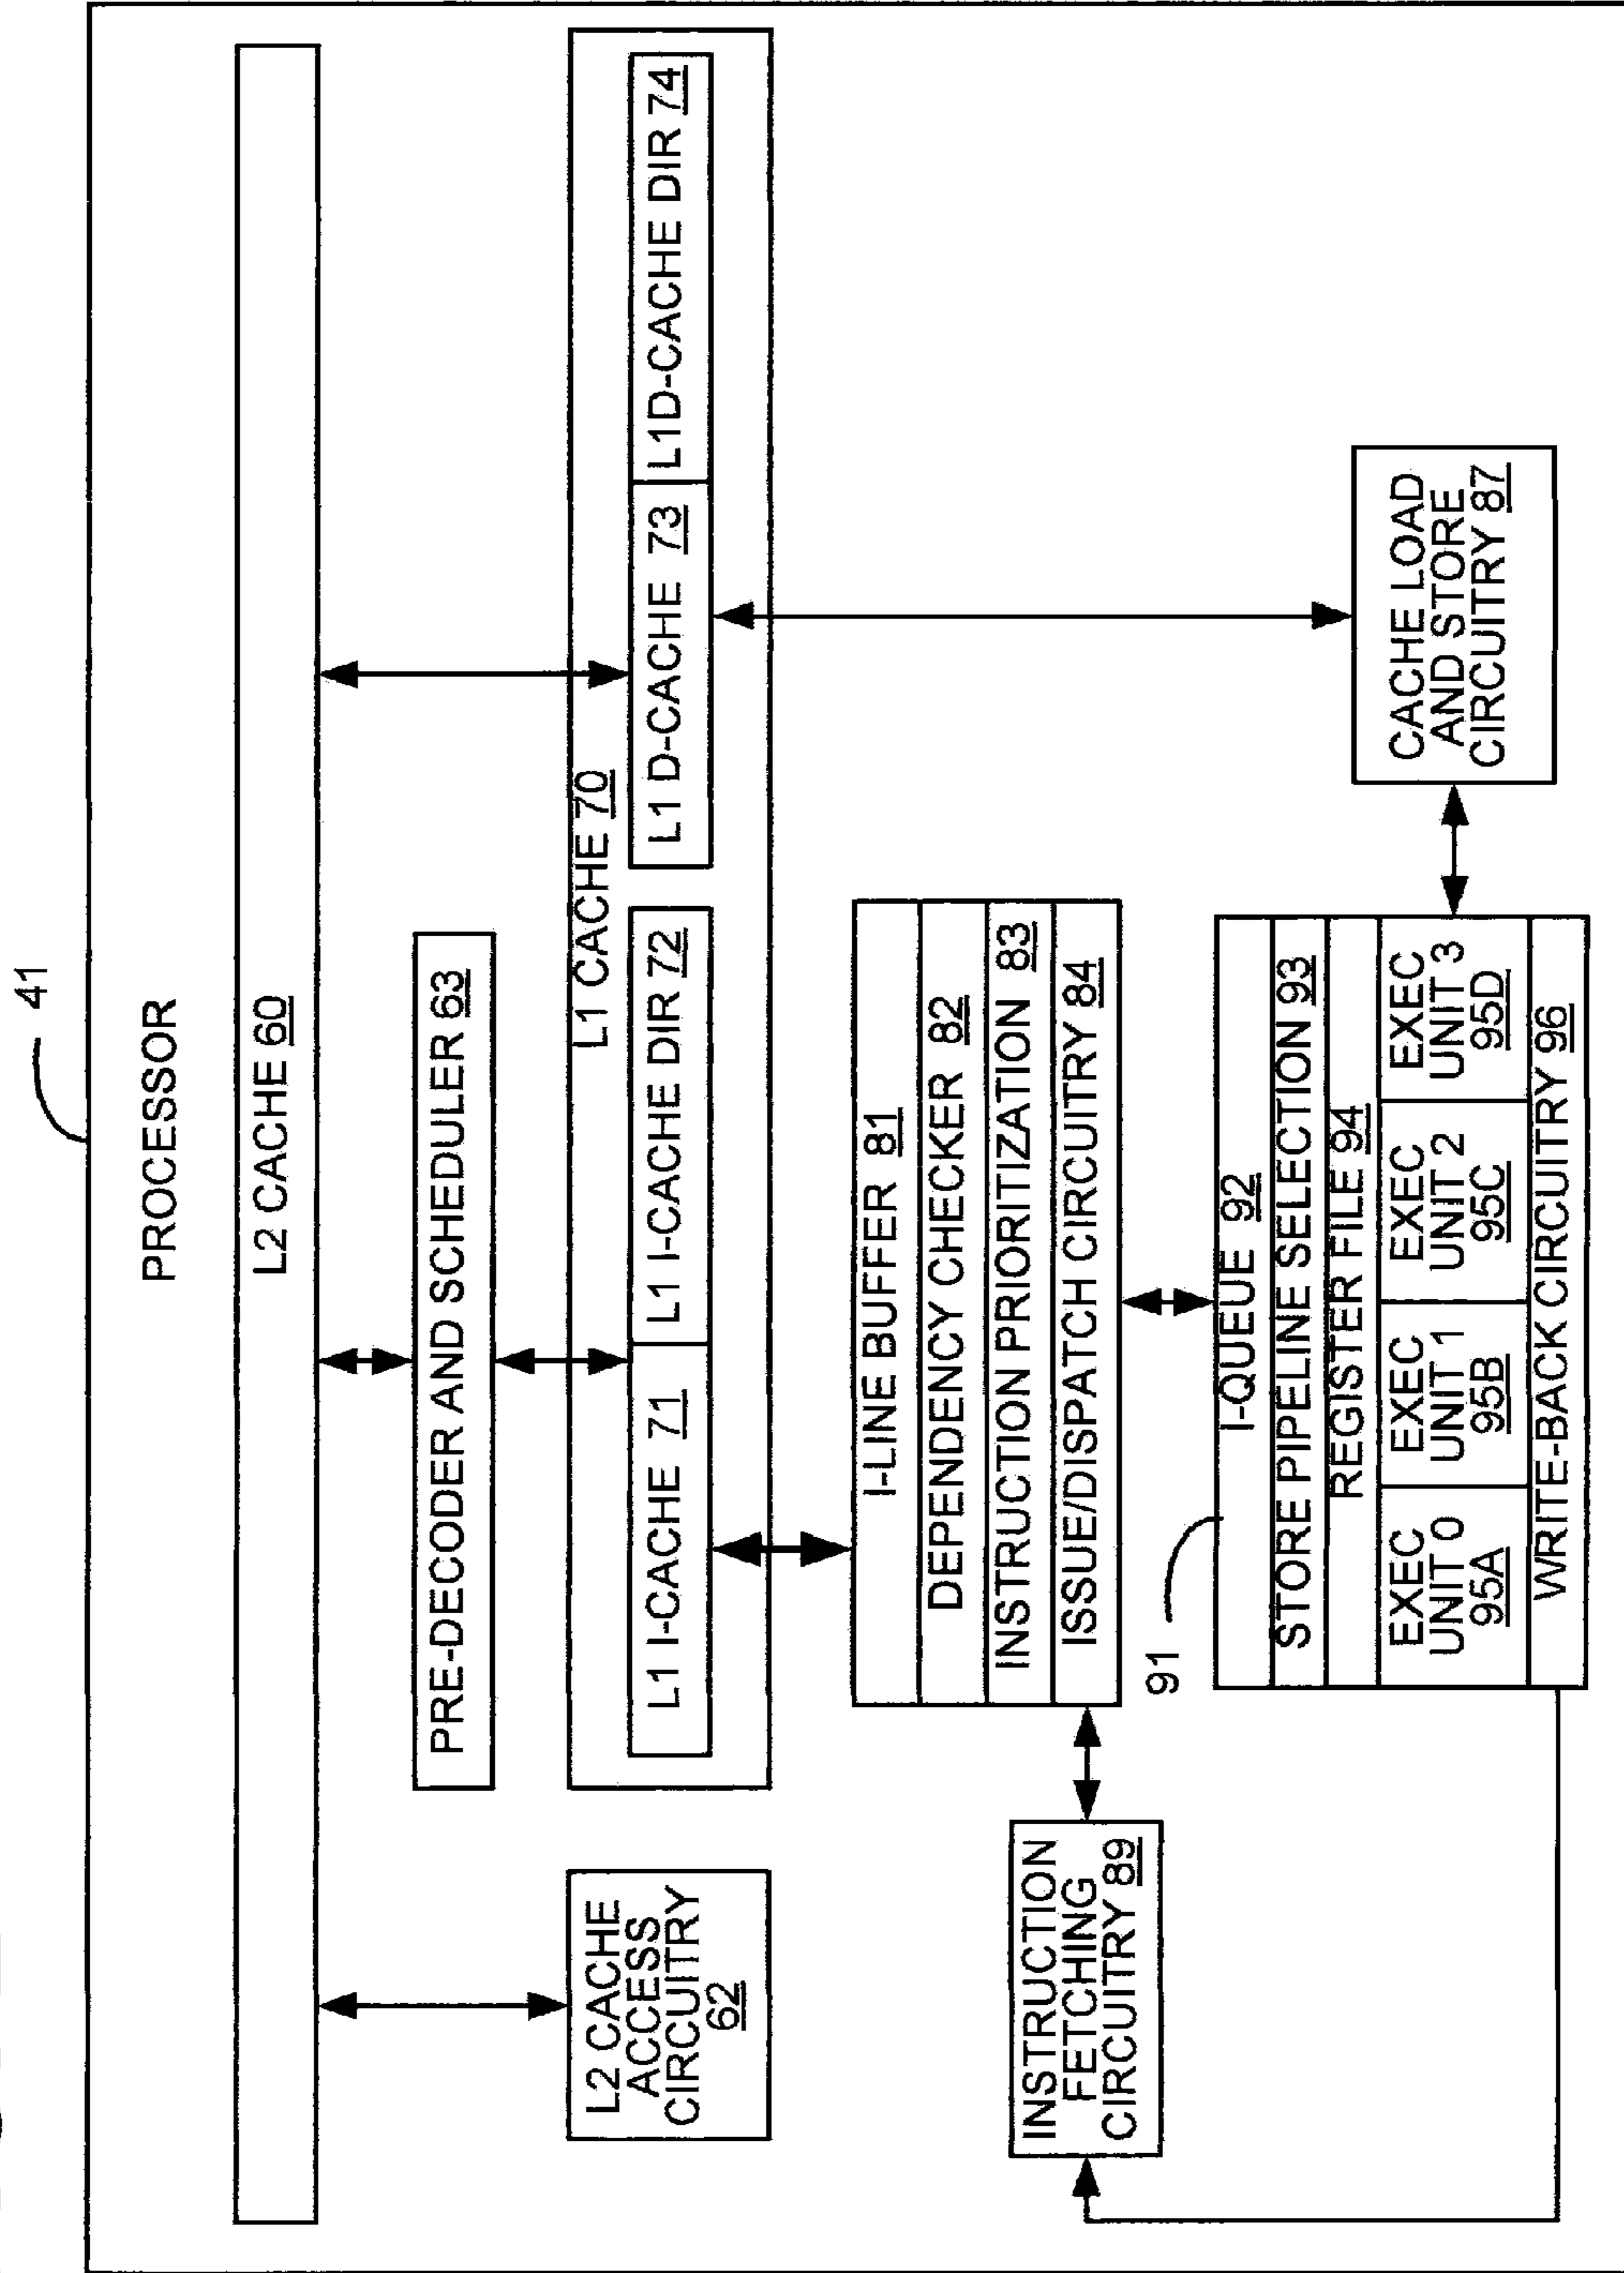 41
PROCESSOR
L2 CACHE 60
L2 CACHE
ACCESS
CIRCUITRY
62
PRE-DECODER AND SCHEDULER 63
L1 CACHE 70
L1 I-CACHE 71
L1 I-CACHE DIR 72
L1 D-CACHE 73
L1D-CACHE DIR 74
I-LINE BUFFER 81
DEPENDENCY CHECKER 82
INSTRUCTION PRIORITIZATION 83
ISSUE/DISPATCH CIRCUITRY 84
INSTRUCTION
FETCHING
CIRCUITRY 89
91
I-QUEUE 92
STORE PIPELINE SELECTION 93
REGISTER FILE 94
EXEC
UNIT 0
95A
EXEC
UNIT 1
95B
EXEC
UNIT 2
95C
EXEC
UNIT 3
95D
WRITE-BACK CIRCUITRY 96
CACHE LOAD
AND STORE
CIRCUITRY 87